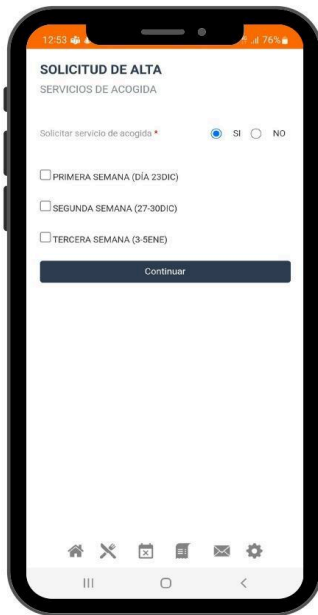 12:53
76%
SOLICITUD DE ALTA
SERVICIOS DE ACOGIDA
Solicitar servicio de acogida * SI NO
PRIMERA SEMANA (DÍA 23DIC)
SEGUNDA SEMANA (27-30DIC)
TERCERA SEMANA (3-5ENE)
Continuar